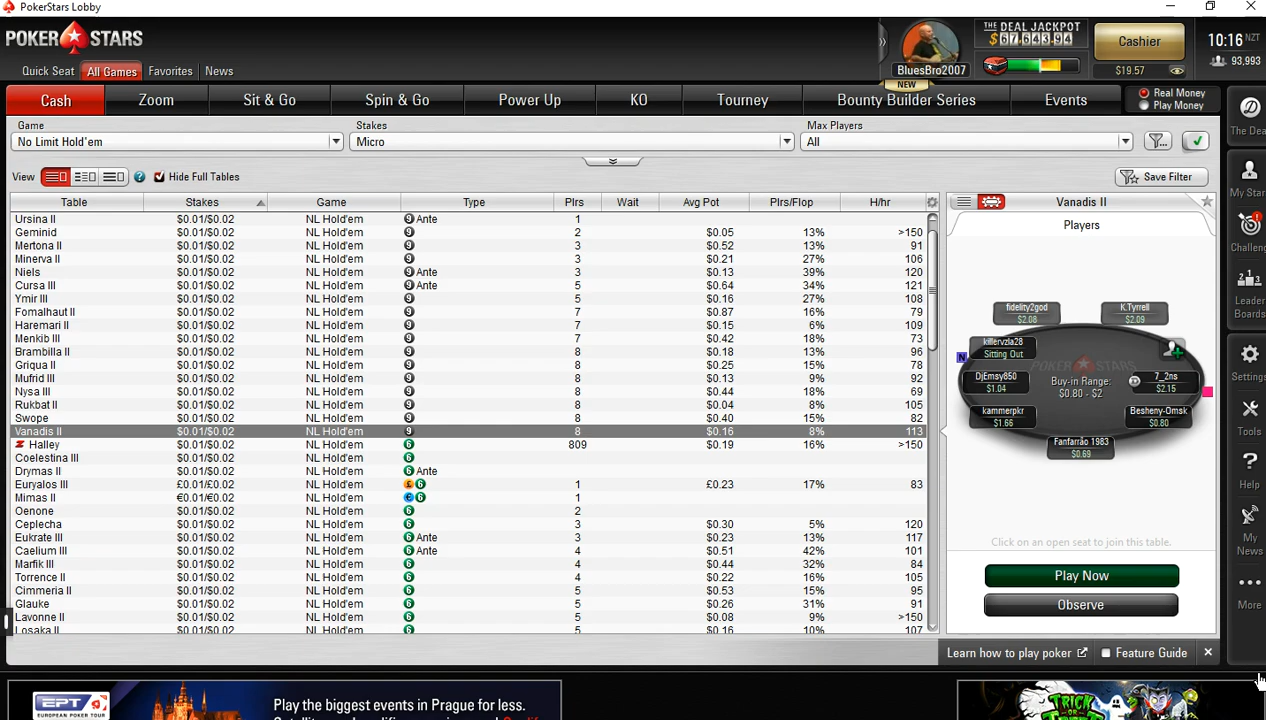 PokerStars Lobby
POKER STARS
THE DEAL JACKPOT
$67,643.94
Cashier
10:16 NZT
BluesBro2007
$19.57
93,993
Quick Seat All Games Favorites News
NEW
Cash Zoom Sit & Go Spin & Go Power Up KO Tourney Bounty Builder Series Events
Real Money
Play Money
Game Stakes Max Players
No Limit Hold'em Micro All
View Hide Full Tables Save Filter
Table Stakes Game Type Plrs Wait Avg Pot Plrs/Flop H/hr
Ursina II $0.01/$0.02 NL Hold'em 9 Ante 1
Geminid $0.01/$0.02 NL Hold'em 9 2 $0.05 13% >150
Mertona II $0.01/$0.02 NL Hold'em 9 3 $0.52 13% 91
Minerva II $0.01/$0.02 NL Hold'em 9 3 $0.21 27% 106
Niels $0.01/$0.02 NL Hold'em 9 Ante 3 $0.13 39% 120
Cursa III $0.01/$0.02 NL Hold'em 9 Ante 5 $0.64 34% 121
Ymir III $0.01/$0.02 NL Hold'em 9 5 $0.16 27% 108
Fomalhaut II $0.01/$0.02 NL Hold'em 9 7 $0.87 16% 79
Haremari II $0.01/$0.02 NL Hold'em 9 7 $0.15 6% 109
Menkib III $0.01/$0.02 NL Hold'em 9 7 $0.42 18% 73
Brambilla II $0.01/$0.02 NL Hold'em 9 8 $0.18 13% 96
Griqua II $0.01/$0.02 NL Hold'em 9 8 $0.25 15% 78
Mufrid III $0.01/$0.02 NL Hold'em 9 8 $0.13 9% 92
Nysa III $0.01/$0.02 NL Hold'em 9 8 $0.44 18% 69
Rukbat II $0.01/$0.02 NL Hold'em 9 8 $0.04 8% 105
Swope $0.01/$0.02 NL Hold'em 9 8 $0.40 15% 82
Vanadis II $0.01/$0.02 NL Hold'em 9 8 $0.16 8% 113
Halley $0.01/$0.02 NL Hold'em 6 809 $0.19 16% >150
Coelestina III $0.01/$0.02 NL Hold'em 6
Drymas II $0.01/$0.02 NL Hold'em 6 Ante
Euryalos III £0.01/£0.02 NL Hold'em £ 6 1 £0.23 17% 83
Mimas II €0.01/€0.02 NL Hold'em € 6 1
Oenone $0.01/$0.02 NL Hold'em 6 2
Ceplecha $0.01/$0.02 NL Hold'em 6 3 $0.30 5% 120
Eukrate III $0.01/$0.02 NL Hold'em 6 Ante 3 $0.23 13% 117
Caelium III $0.01/$0.02 NL Hold'em 6 Ante 4 $0.51 42% 101
Marfik III $0.01/$0.02 NL Hold'em 6 4 $0.44 32% 84
Torrence II $0.01/$0.02 NL Hold'em 6 4 $0.22 16% 105
Cimmeria II $0.01/$0.02 NL Hold'em 6 5 $0.53 15% 95
Glauke $0.01/$0.02 NL Hold'em 6 5 $0.26 31% 91
Lavonne II $0.01/$0.02 NL Hold'em 6 5 $0.08 9% >150
Losaka II $0.01/$0.02 NL Hold'em 6 5 $0.16 10% 107
Vanadis II
Players
fidelity2god K.Tyrrell
$2.08 $2.09
killervzla28
Sitting Out
N
POKER STARS
DjEmsy850 Buy-in Range: 7_2ns
$1.04 $0.80 - $2 $2.15
kammerpkr Besheny-Omsk
$1.66 $0.80
Fanfarrão 1983
$0.69
Click on an open seat to join this table.
Play Now
Observe
Learn how to play poker Feature Guide
The Dea
My Star
Challeng
Leader
Boards
Settings
Tools
Help
My
News
More
EPT
EUROPEAN POKER TOUR
Play the biggest events in Prague for less.
TRICK